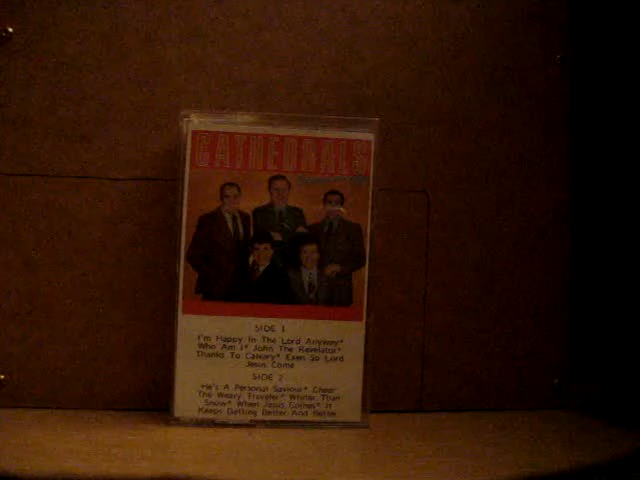 CATHEDRALS
SIDE 1
I'm Happy In The Lord Anyway*
Who Am I* John The Revelator*
Thanks To Calvary* Even So Lord
Jesus Come
SIDE 2
He's A Personal Saviour* Cheer
The Weary Traveler* Whiter Than
Snow* When Jesus Comes* It
Keeps Getting Better And Better